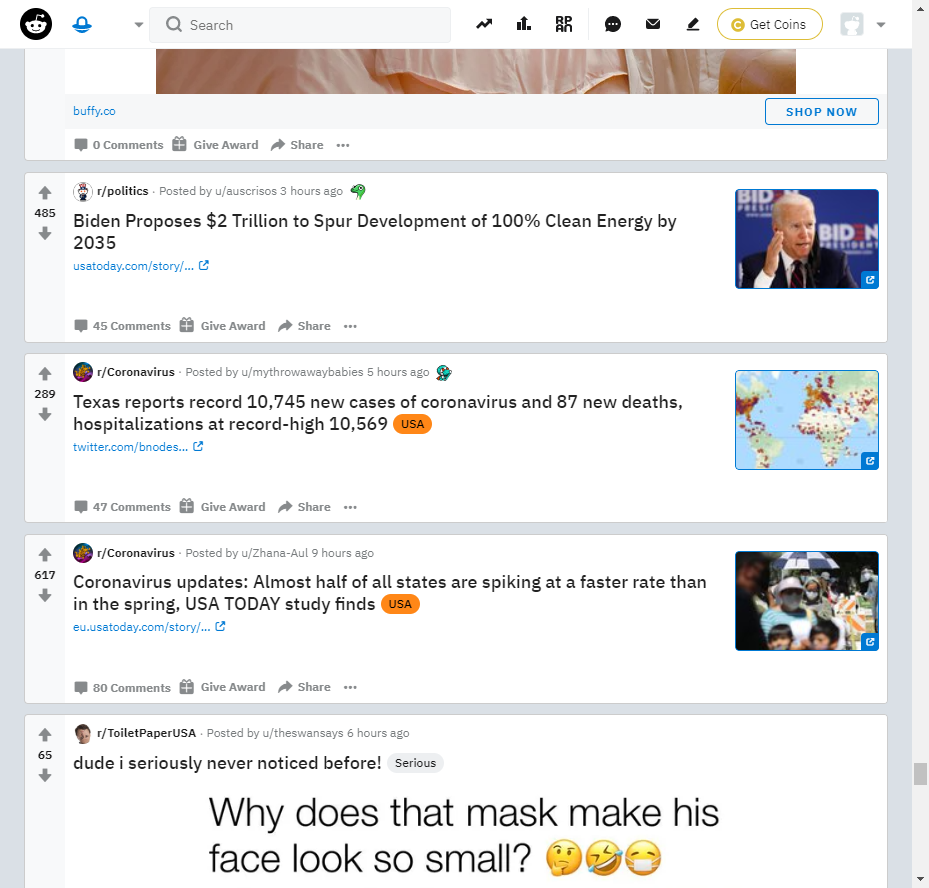 Search
Get Coins
buffy.co
SHOP NOW
0 Comments Give Award Share
485
r/politics · Posted by u/auscrisos 3 hours ago
Biden Proposes $2 Trillion to Spur Development of 100% Clean Energy by
2035
usatoday.com/story/...
BIDEN
45 Comments Give Award Share
289
r/Coronavirus · Posted by u/mythrowawaybabies 5 hours ago
Texas reports record 10,745 new cases of coronavirus and 87 new deaths,
hospitalizations at record-high 10,569 USA
twitter.com/bnodes...
47 Comments Give Award Share
617
r/Coronavirus · Posted by u/Zhana-Aul 9 hours ago
Coronavirus updates: Almost half of all states are spiking at a faster rate than
in the spring, USA TODAY study finds USA
eu.usatoday.com/story/...
80 Comments Give Award Share
65
r/ToiletPaperUSA · Posted by u/theswansays 6 hours ago
dude i seriously never noticed before! Serious
Why does that mask make his
face look so small? 🤔🤣😷